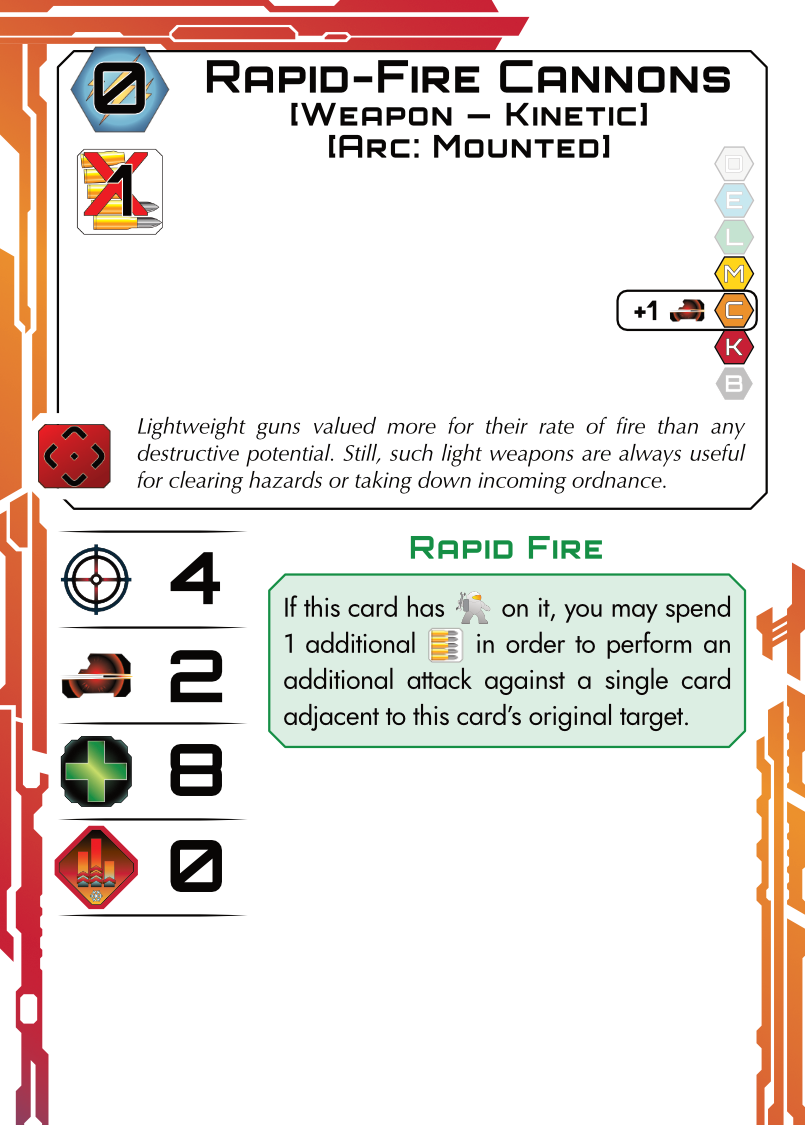 0
Rapid-Fire Cannons
[Weapon – Kinetic]
[Arc: Mounted]
1
D
E
L
M
+1 C
K
B
Lightweight guns valued more for their rate of fire than any
destructive potential. Still, such light weapons are always useful
for clearing hazards or taking down incoming ordnance.
4
2
8
0
Rapid Fire
If this card has on it, you may spend
1 additional in order to perform an
additional attack against a single card
adjacent to this card's original target.